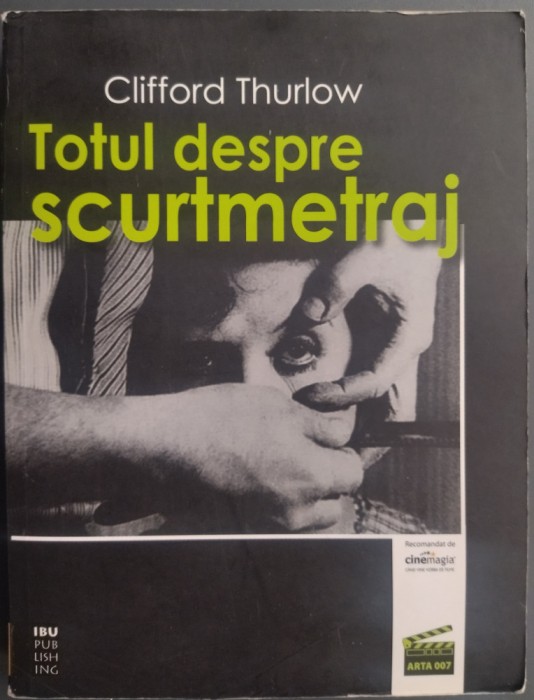 Clifford Thurlow
Totul despre
scurtmetraj
Recomandat de
cinemagia
IBU
PUB
LISH
ING
ARTA 007